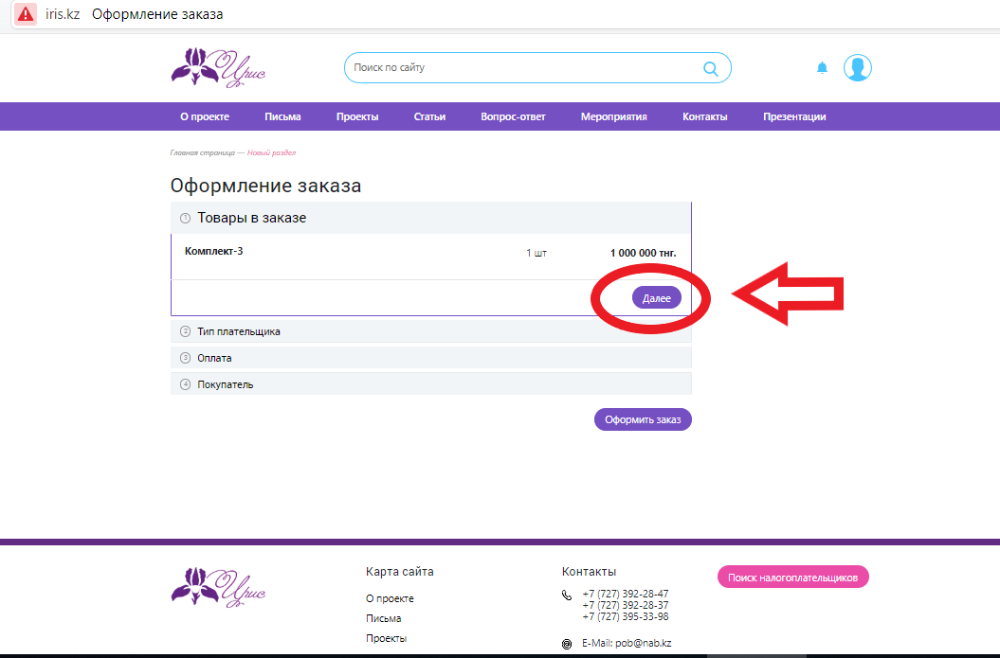 iris.kz Оформление заказа
Ирис
Поиск по сайту
О проекте Письма Проекты Статьи Вопрос-ответ Мероприятия Контакты Презентации
Главная страница — Новый раздел
Оформление заказа
1 Товары в заказе
Комплект-3 1 шт 1 000 000 тнг.
Далее
2 Тип плательщика
3 Оплата
4 Покупатель
Оформить заказ
Ирис
Карта сайта
О проекте
Письма
Проекты
Контакты
+7 (727) 392-28-47
+7 (727) 392-28-37
+7 (727) 395-33-98
E-Mail: pob@nab.kz
Поиск налогоплательщиков